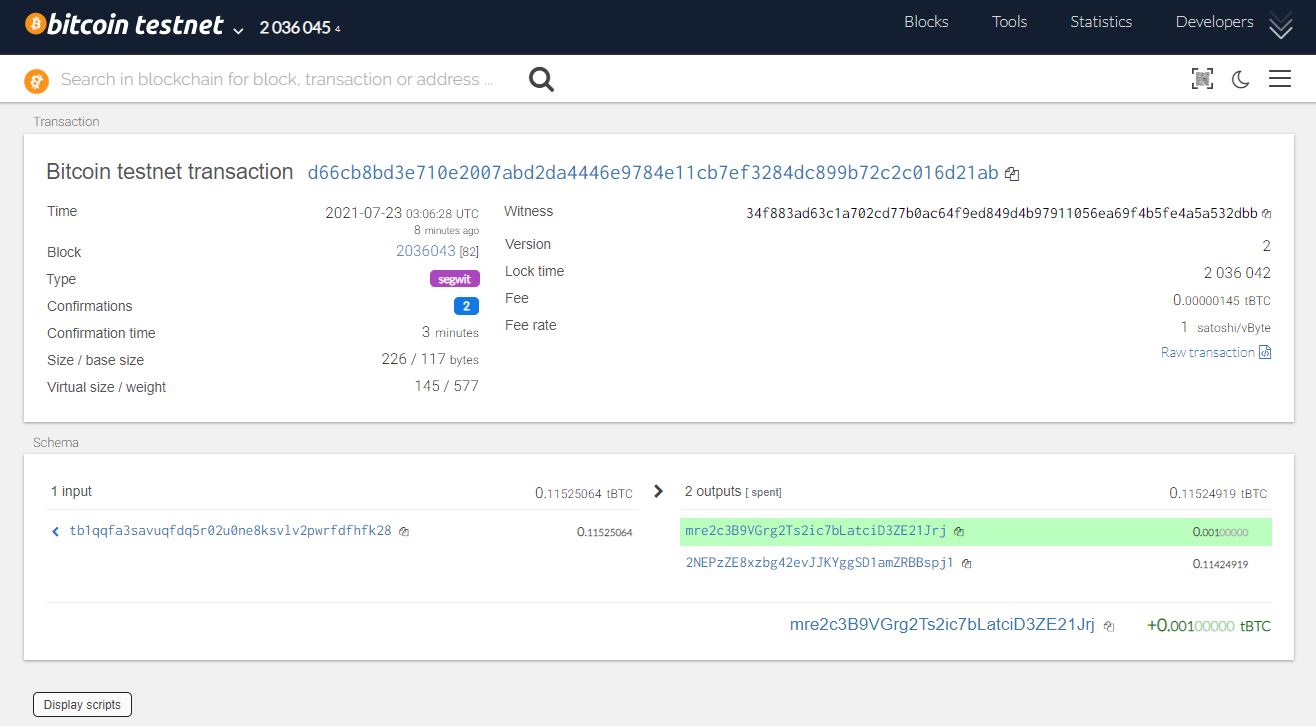 bitcoin testnet 2 036 045 4 Blocks Tools Statistics Developers
Search in blockchain for block, transaction or address ...
Transaction
Bitcoin testnet transaction d66cb8bd3e710e2007abd2da4446e9784e11cb7ef3284dc899b72c2c016d21ab
Time 2021-07-23 03:06:28 UTC Witness 34f883ad63c1a702cd77b0ac64f9ed849d4b97911056ea69f4b5fe4a5a532dbb
8 minutes ago
Block 2036043 [82] Version 2
Type segwit Lock time 2 036 042
Confirmations 2 Fee 0.00000145 tBTC
Confirmation time 3 minutes Fee rate 1 satoshi/vByte
Size / base size 226 / 117 bytes Raw transaction
Virtual size / weight 145 / 577
Schema
1 input 0.11525064 tBTC 2 outputs [ spent] 0.11524919 tBTC
tb1qqfa3savuqfdq5r02u0ne8ksvlv2pwrfdfhfk28 0.11525064 mre2c3B9VGrg2Ts2ic7bLatciD3ZE21Jrj 0.00100000
2NEPzZE8xzbg42evJJKYggSD1amZRBBspj1 0.11424919
mre2c3B9VGrg2Ts2ic7bLatciD3ZE21Jrj +0.00100000 tBTC
Display scripts